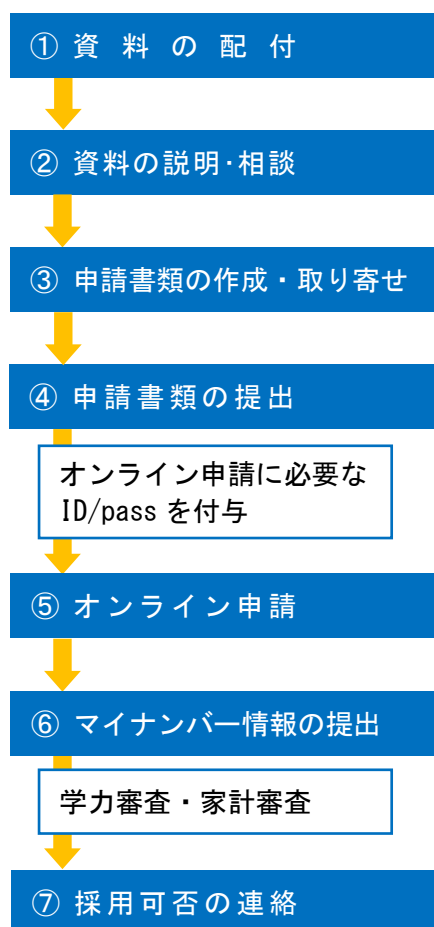 ① 資料の配付
② 資料の説明･相談
③ 申請書類の作成・取り寄せ
④ 申請書類の提出
オンライン申請に必要な
ID/pass を付与
⑤ オンライン申請
⑥ マイナンバー情報の提出
学力審査・家計審査
⑦ 採用可否の連絡